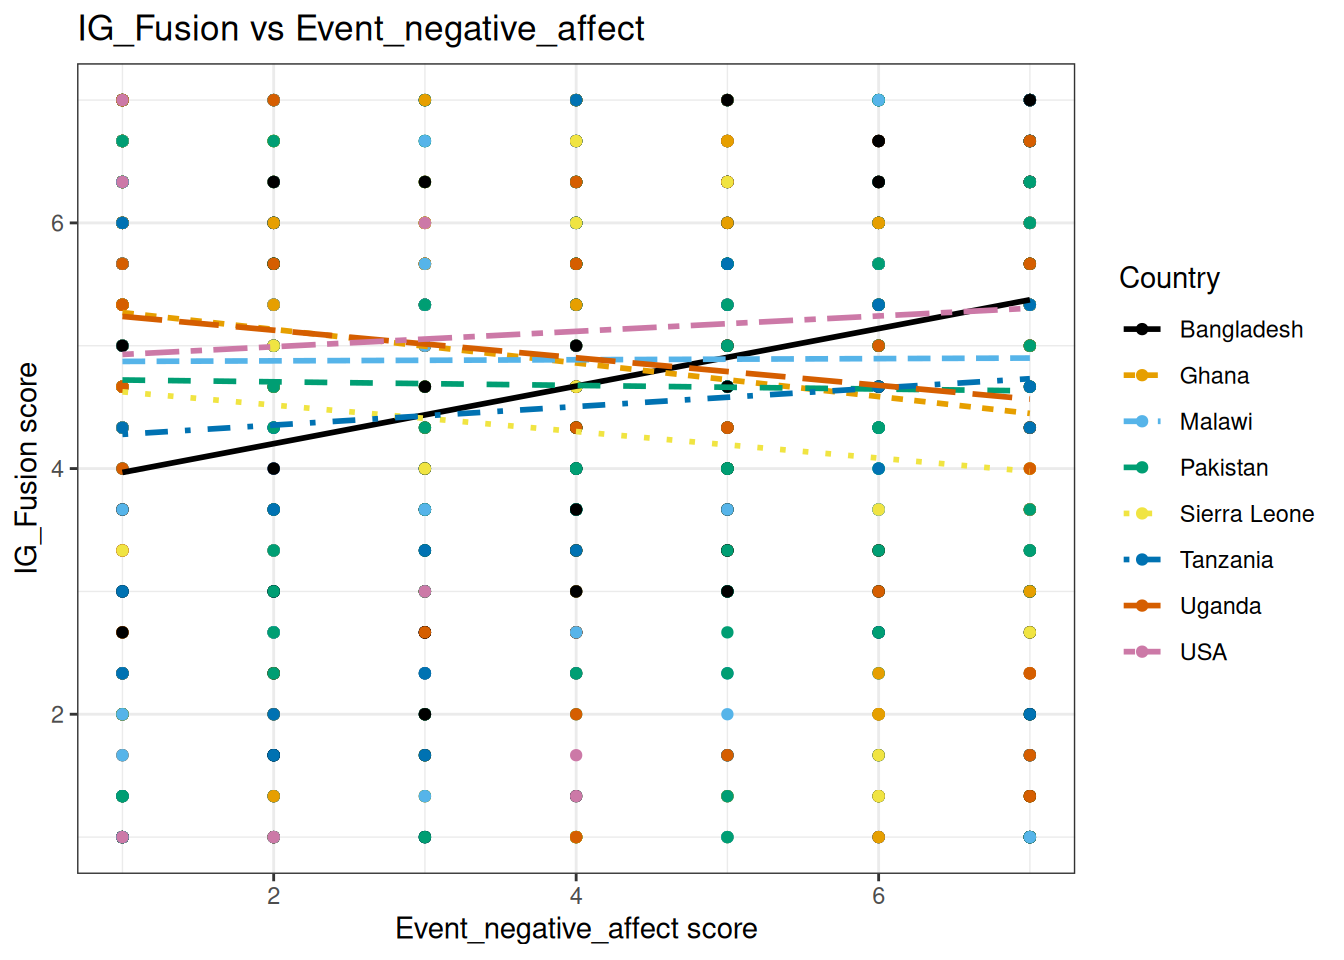 IG_Fusion vs Event_negative_affect
IG_Fusion score
6
4
2
2
4
6
Event_negative_affect score
Country
Bangladesh
Ghana
Malawi
Pakistan
Sierra Leone
Tanzania
Uganda
USA